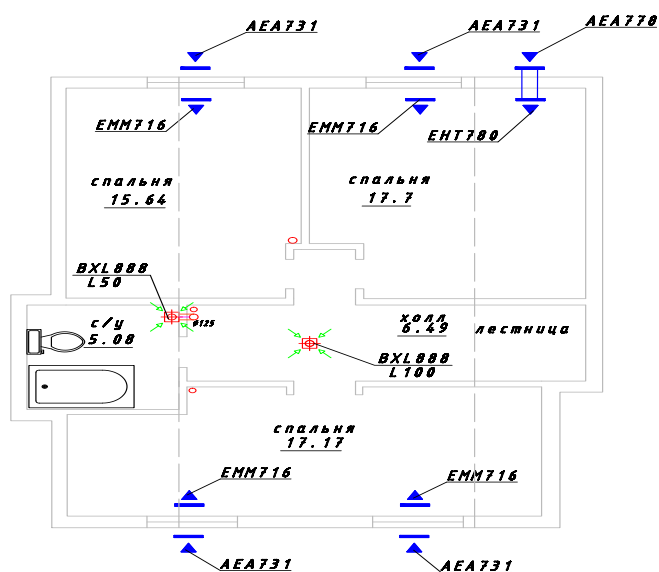 AEA731
AEA731
AEA778
EMM716
EMM716
EHT780
спальня
15.64
спальня
17.7
BXL888
L50
ф125
с/у
5.08
холл
6.49
лестница
BXL888
L100
спальня
17.17
EMM716
EMM716
AEA731
AEA731